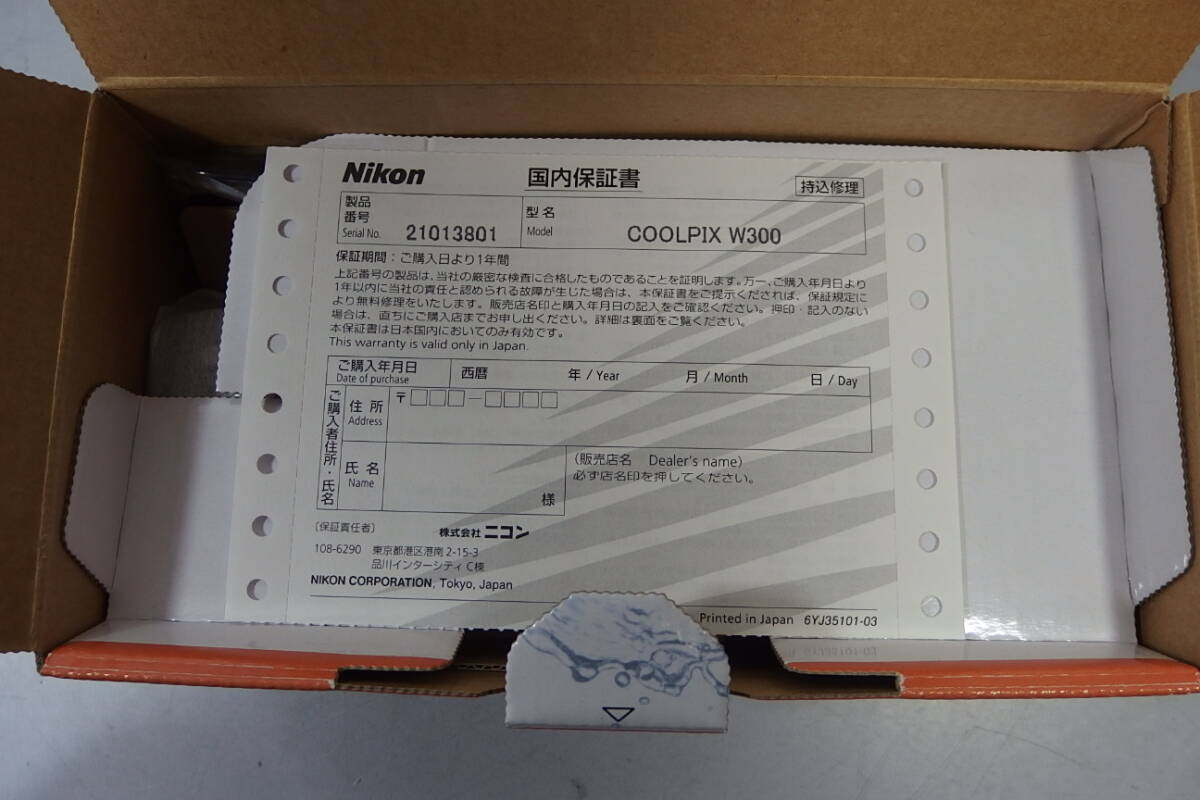 Nikon 国内保証書 持込修理
製品 型名
番号
Serial No. 21013801 Model COOLPIX W300
保証期間：ご購入日より1年間
上記番号の製品は、当社の厳密な検査に合格したものであることを証明します。万一、ご購入年月日より
1年以内に当社の責任と認められる故障が生じた場合は、本保証書をご提示くだされば、保証規定に
より無料修理をいたします。販売店名印と購入年月日の記入をご確認ください。押印・記入のない
場合は、直ちにご購入店までお申し出ください。詳細は裏面をご覧ください。
本保証書は日本国内においてのみ有効です。
This warranty is valid only in Japan.
ご購入年月日 西暦 年 / Year 月 / Month 日 / Day
Date of purchase
ご購入者住所・氏名
住所 〒□□□-□□□□
Address
氏名
Name
様
（販売店名 Dealer's name）
必ず店名印を押してください。
（保証責任者） 株式会社 ニコン
108-6290 東京都港区港南2-15-3
品川インターシティC棟
NIKON CORPORATION, Tokyo, Japan
Printed in Japan 6YJ35101-03